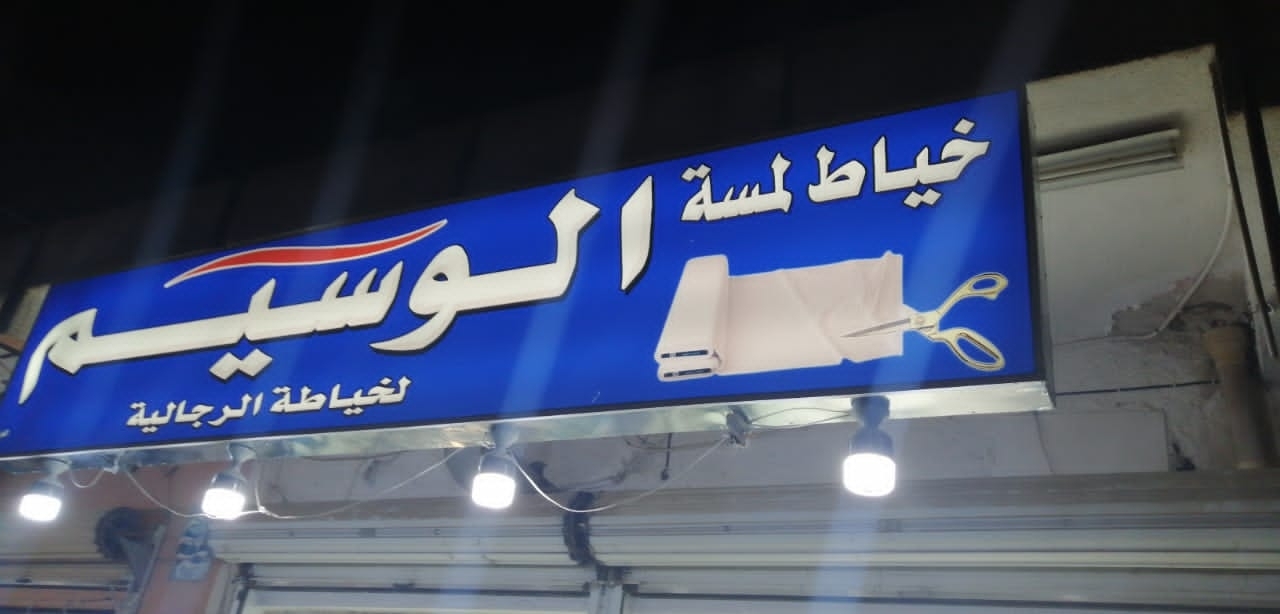 خياط لمسة
الوسيم
لخياطة الرجالية